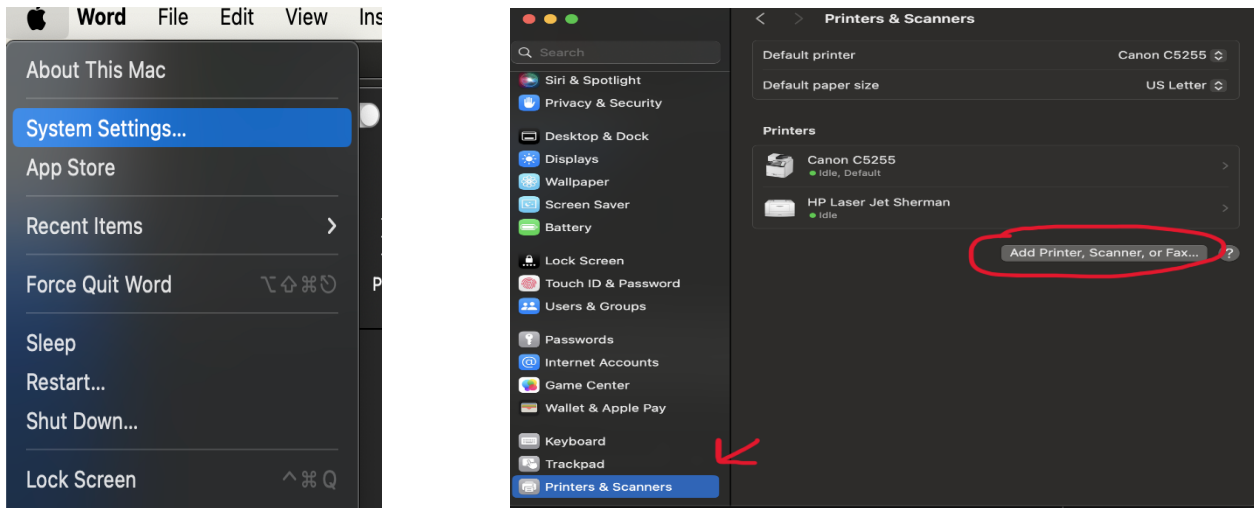 Word File Edit View Ins
About This Mac
System Settings...
App Store
Recent Items
Force Quit Word ⌥⇧⌘⎋
P
Sleep
Restart...
Shut Down...
Lock Screen ^⌘Q
Search
Siri & Spotlight
Privacy & Security
Desktop & Dock
Displays
Wallpaper
Screen Saver
Battery
Lock Screen
Touch ID & Password
Users & Groups
Passwords
Internet Accounts
Game Center
Wallet & Apple Pay
Keyboard
Trackpad
Printers & Scanners
Printers & Scanners
Default printer Canon C5255
Default paper size US Letter
Printers
Canon C5255
Idle, Default
HP Laser Jet Sherman
Idle
Add Printer, Scanner, or Fax... ?